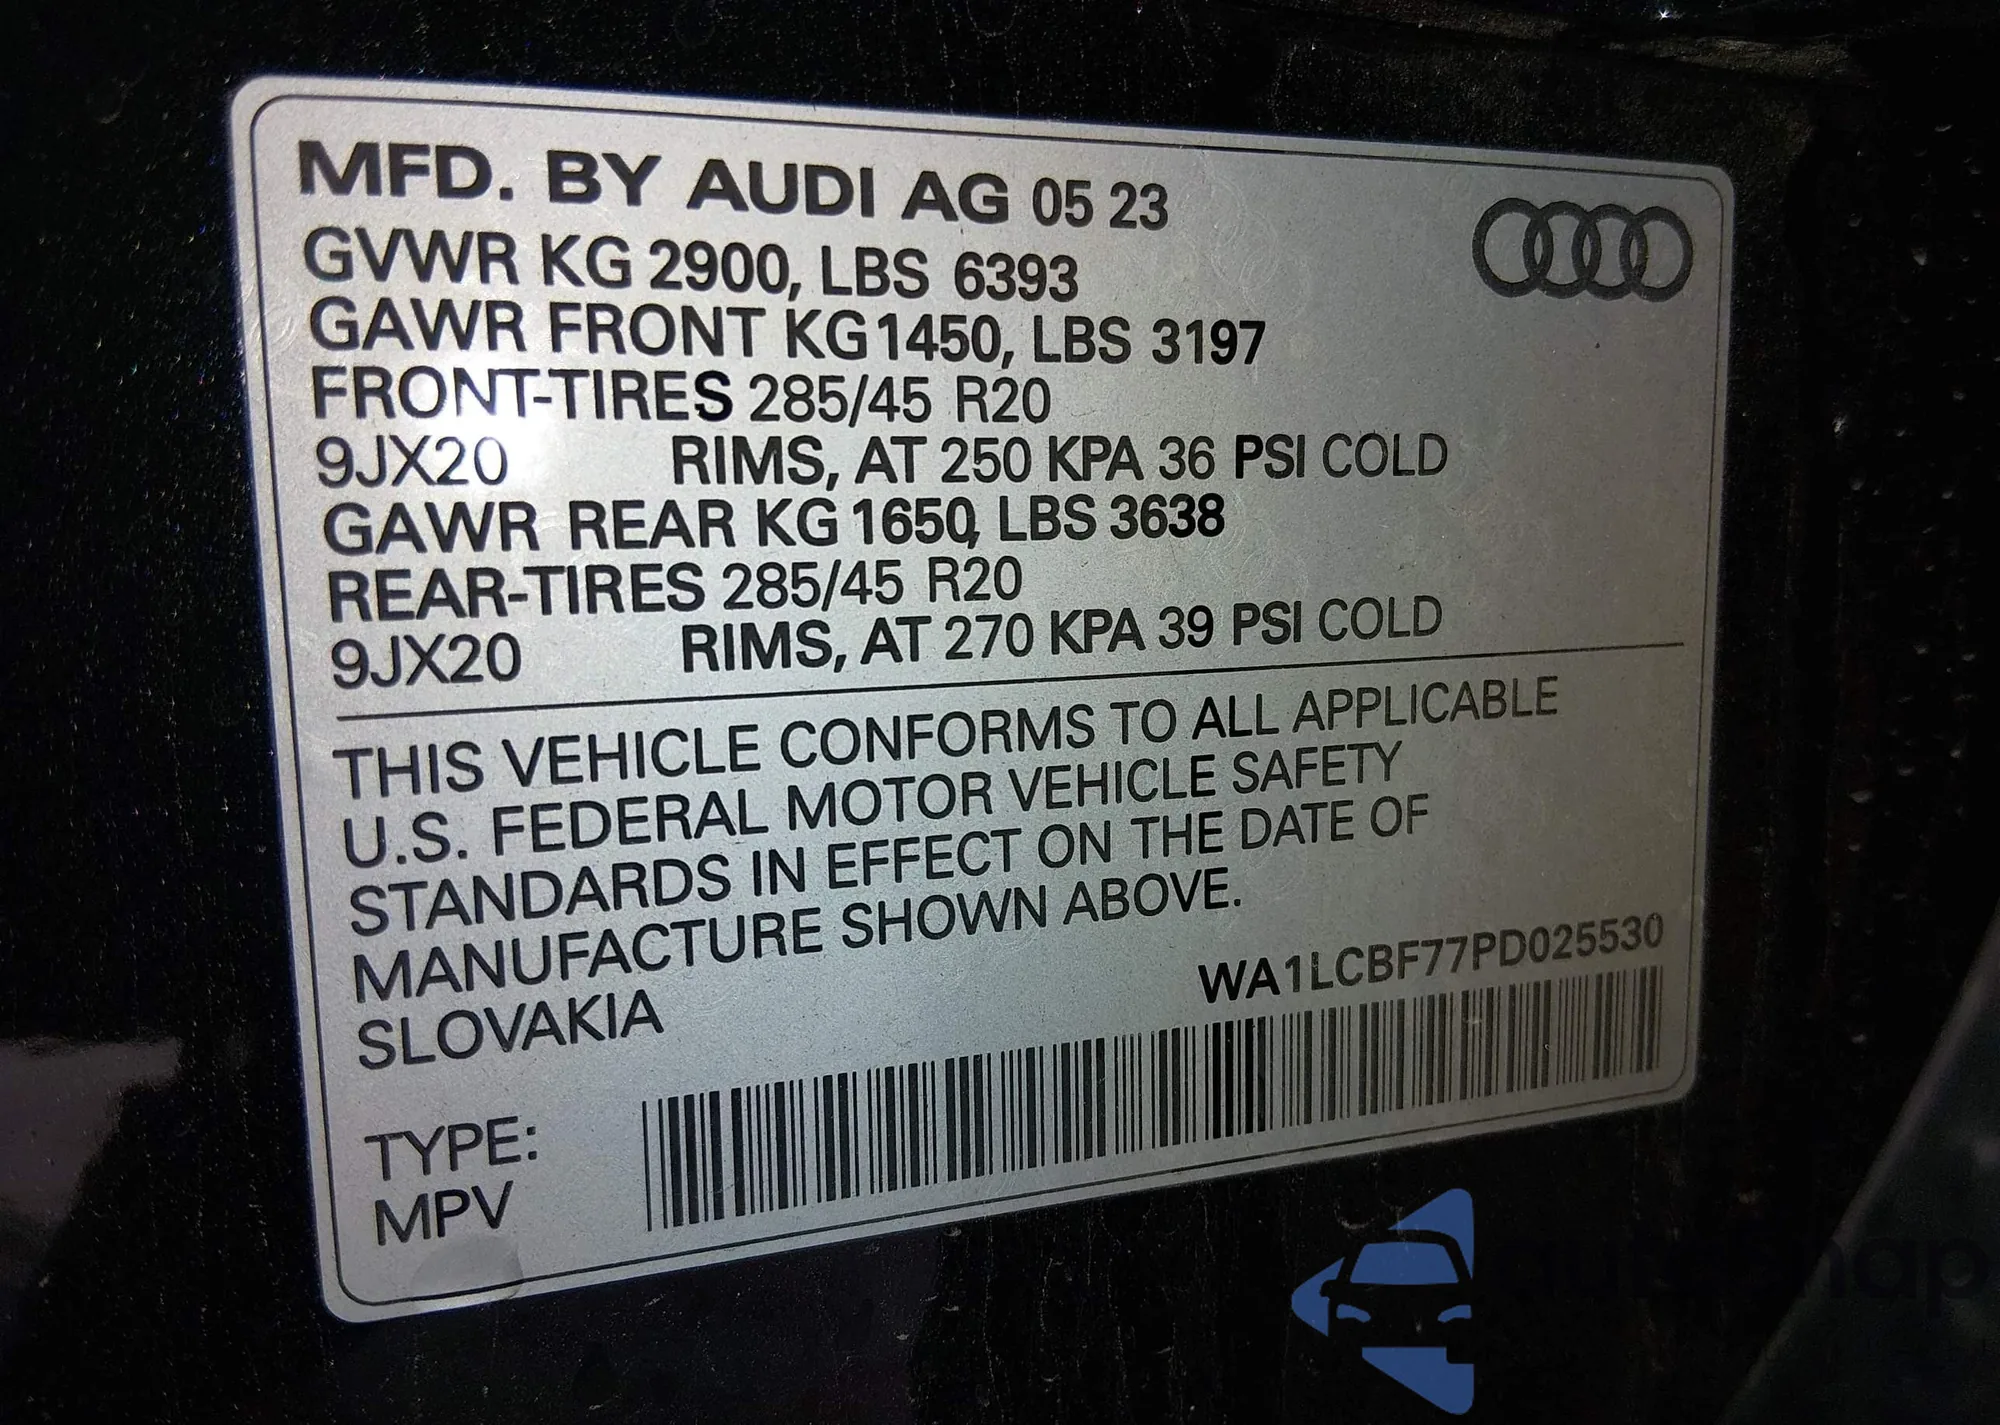 MFD. BY AUDI AG 05 23
GVWR KG 2900, LBS 6393
GAWR FRONT KG 1450, LBS 3197
FRONT-TIRES 285/45 R20
9JX20 RIMS, AT 250 KPA 36 PSI COLD
GAWR REAR KG 1650, LBS 3638
REAR-TIRES 285/45 R20
9JX20 RIMS, AT 270 KPA 39 PSI COLD
THIS VEHICLE CONFORMS TO ALL APPLICABLE
U.S. FEDERAL MOTOR VEHICLE SAFETY
STANDARDS IN EFFECT ON THE DATE OF
MANUFACTURE SHOWN ABOVE.
SLOVAKIA
WA1LCBF77PD025530
TYPE:
MPV